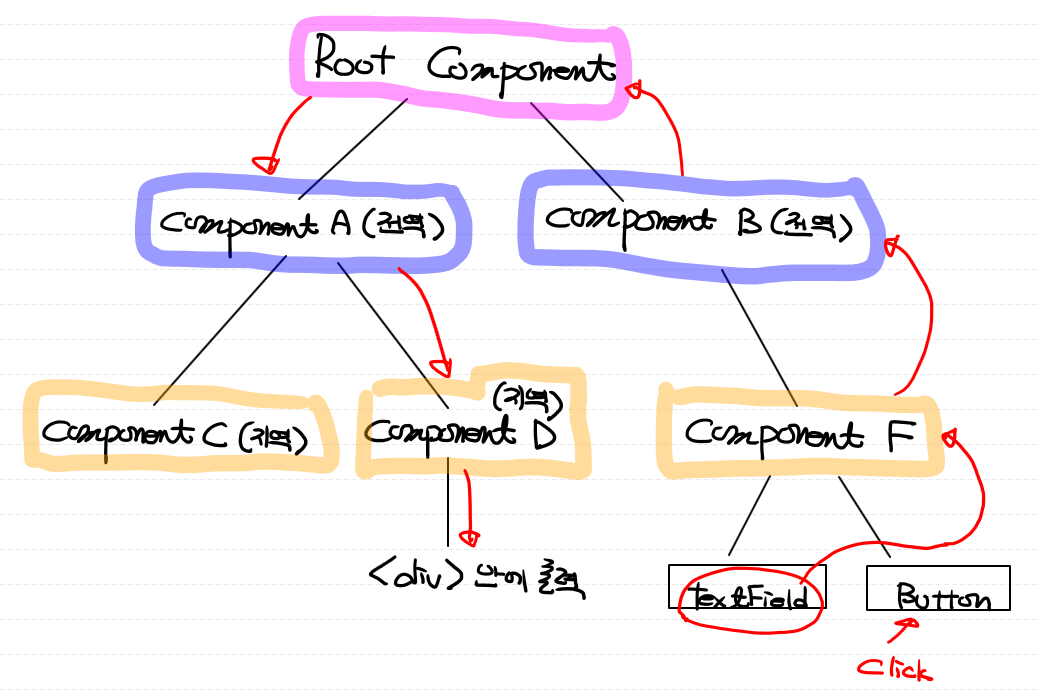 Root Component
Component A (전역)
Component B (전역)
(지역)
Component C (지역)
Component D
Component F
<div> 안에 출력
TextField
Button
Click